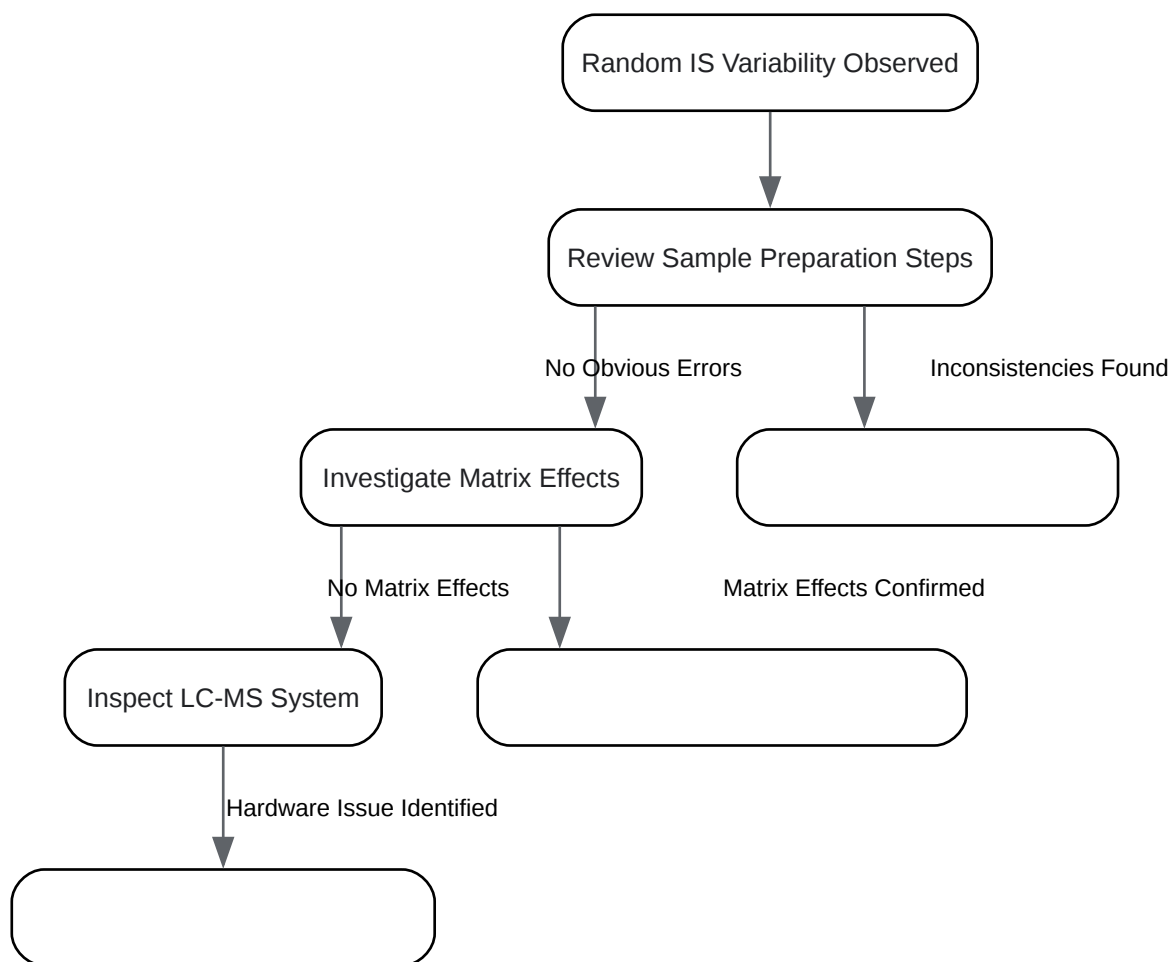 Random IS Variability Observed
Review Sample Preparation Steps
No Obvious Errors
Inconsistencies Found
Investigate Matrix Effects
No Matrix Effects
Matrix Effects Confirmed
Inspect LC-MS System
Hardware Issue Identified